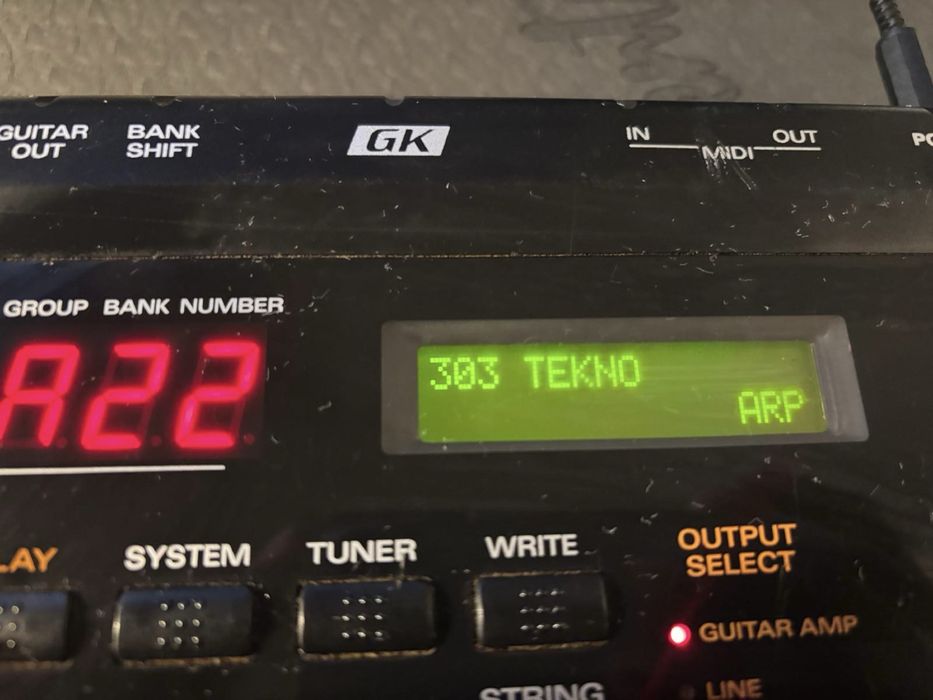 GUITAR
OUT
BANK
SHIFT
GK
IN
MIDI
OUT
GROUP BANK NUMBER
A22
303 TEKNO
ARP
SYSTEM
TUNER
WRITE
OUTPUT
SELECT
GUITAR AMP
LINE
STRING